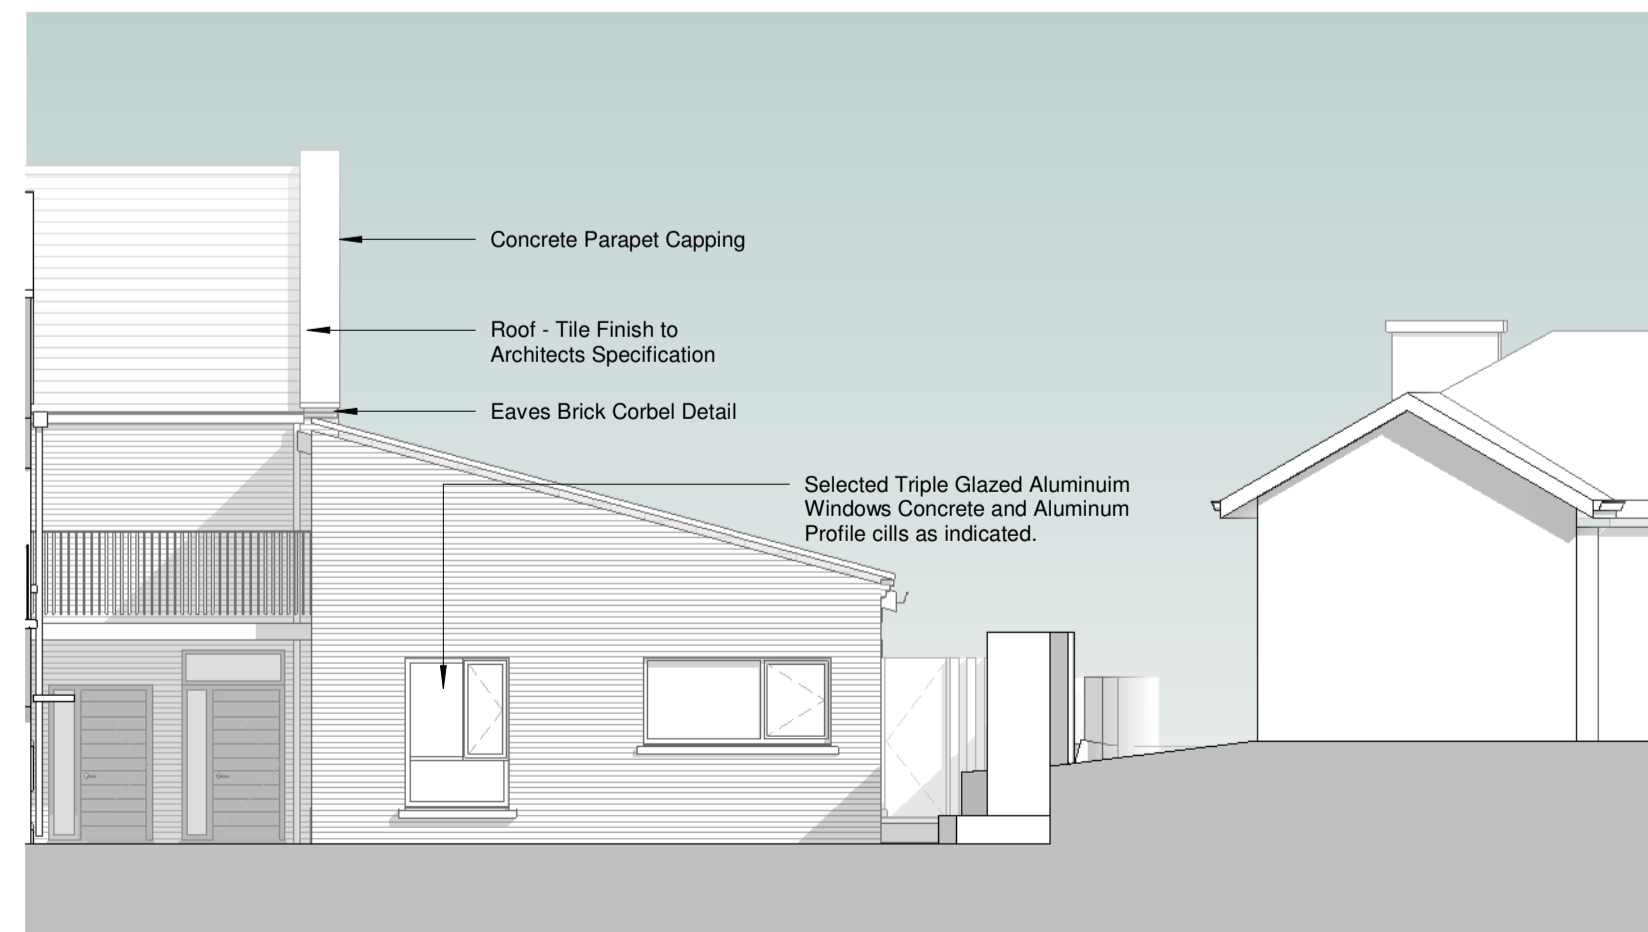 Concrete Parapet Capping
Roof - Tile Finish to
Architects Specification
Eaves Brick Corbel Detail
Selected Triple Glazed Aluminuim
Windows Concrete and Aluminum
Profile cills as indicated.